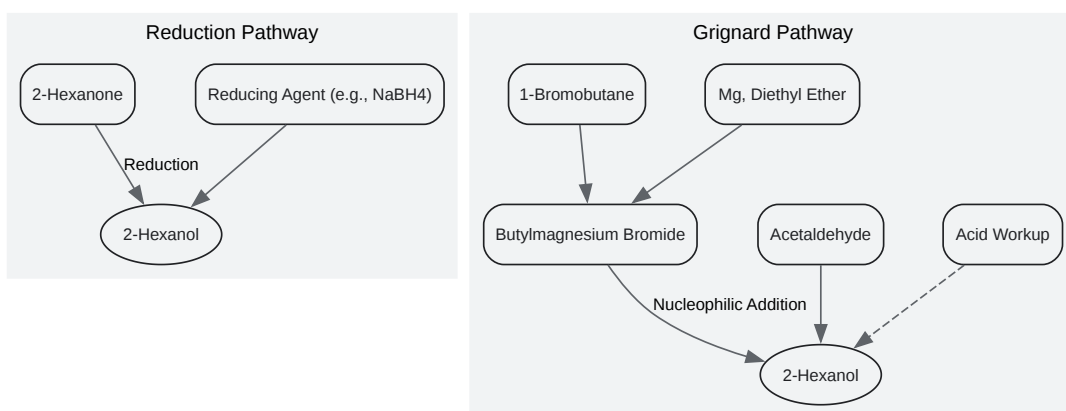 Reduction Pathway
2-Hexanone
Reducing Agent (e.g., NaBH4)
Reduction
2-Hexanol
Grignard Pathway
1-Bromobutane
Mg, Diethyl Ether
Butylmagnesium Bromide
Acetaldehyde
Acid Workup
Nucleophilic Addition
2-Hexanol